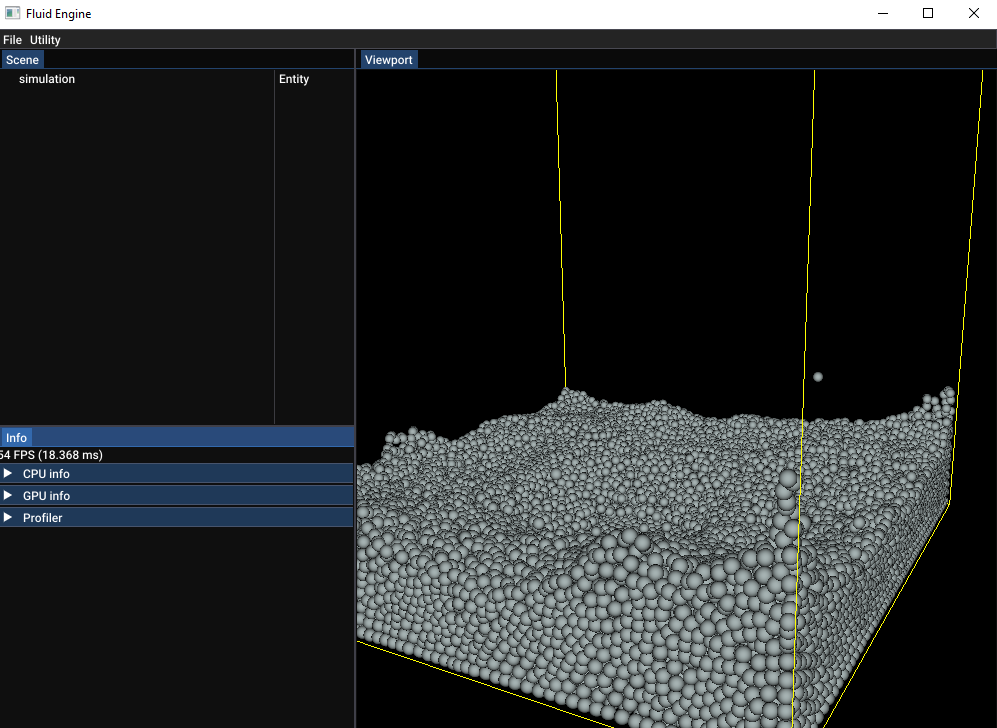 Fluid Engine
File Utility
Scene
simulation Entity
Viewport
Info
54 FPS (18.368 ms)
CPU info
GPU info
Profiler